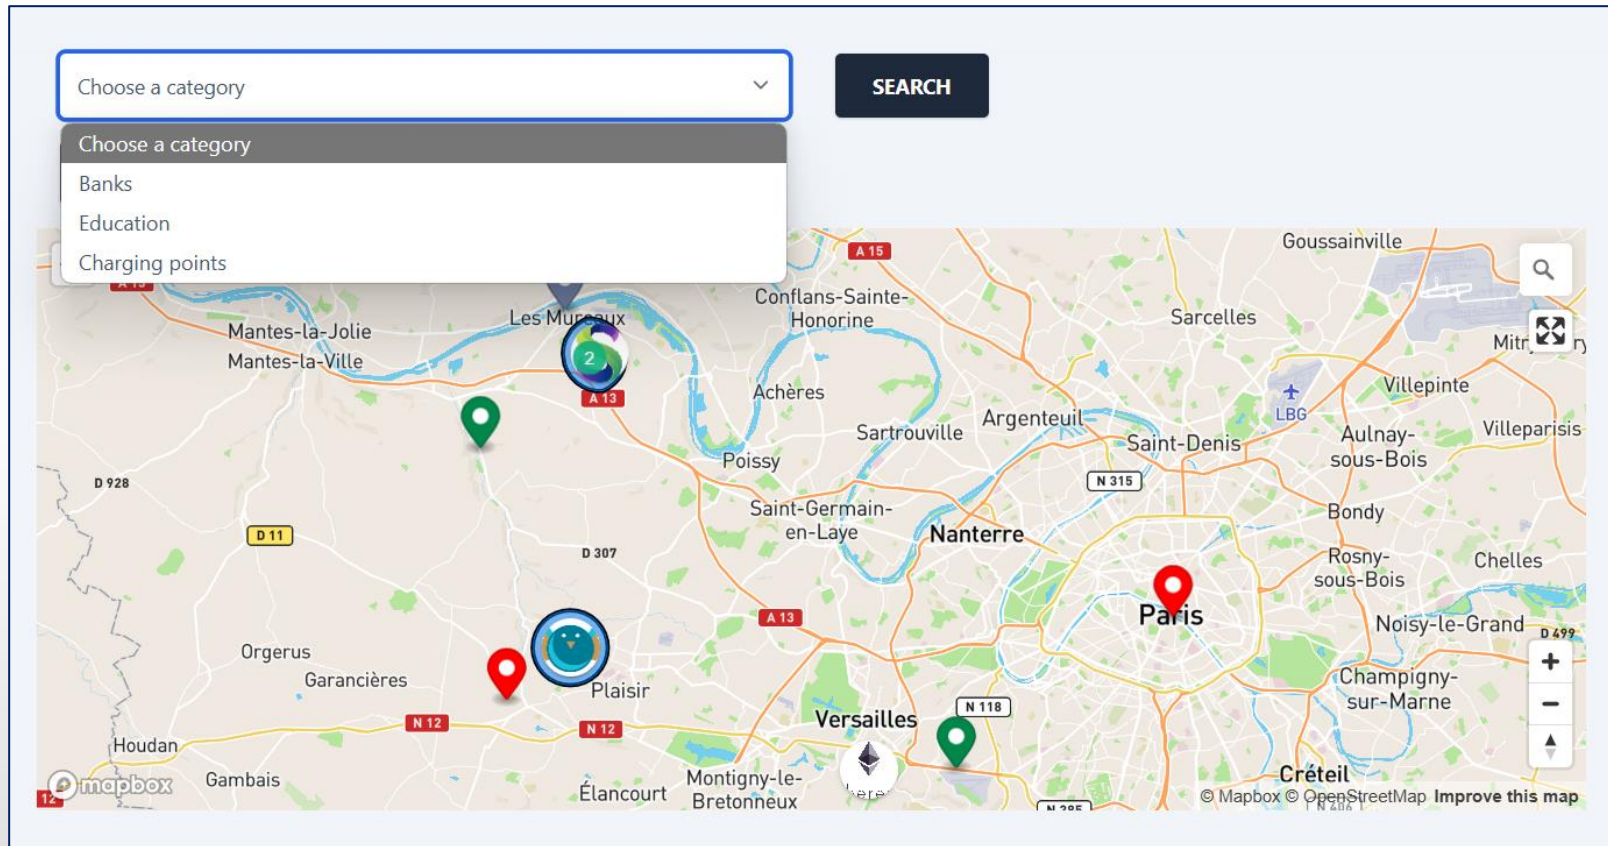 Choose a category
SEARCH
Choose a category
Banks
Education
Charging points
A 15
Goussainville
Conflans-Sainte-
Honorine
Les Mureaux
Mantes-la-Jolie
Mantes-la-Ville
Sarcelles
2
A 13
Achères
Villepinte
LBG
Argenteuil
Sartrouville
Saint-Denis
Aulnay-
sous-Bois
Villeparisis
Poissy
D 928
N 315
Saint-Germain-
en-Laye
Nanterre
Bondy
D 11
D 307
Rosny-
sous-Bois
Chelles
A 13
Paris
Noisy-le-Grand
D 499
Orgerus
Garancières
Plaisir
Champigny-
sur-Marne
N 12
N 12
Versailles
N 118
Houdan
Gambais
Élancourt
Montigny-le-
Bretonneux
Créteil
mapbox
12
© Mapbox © OpenStreetMap Improve this map